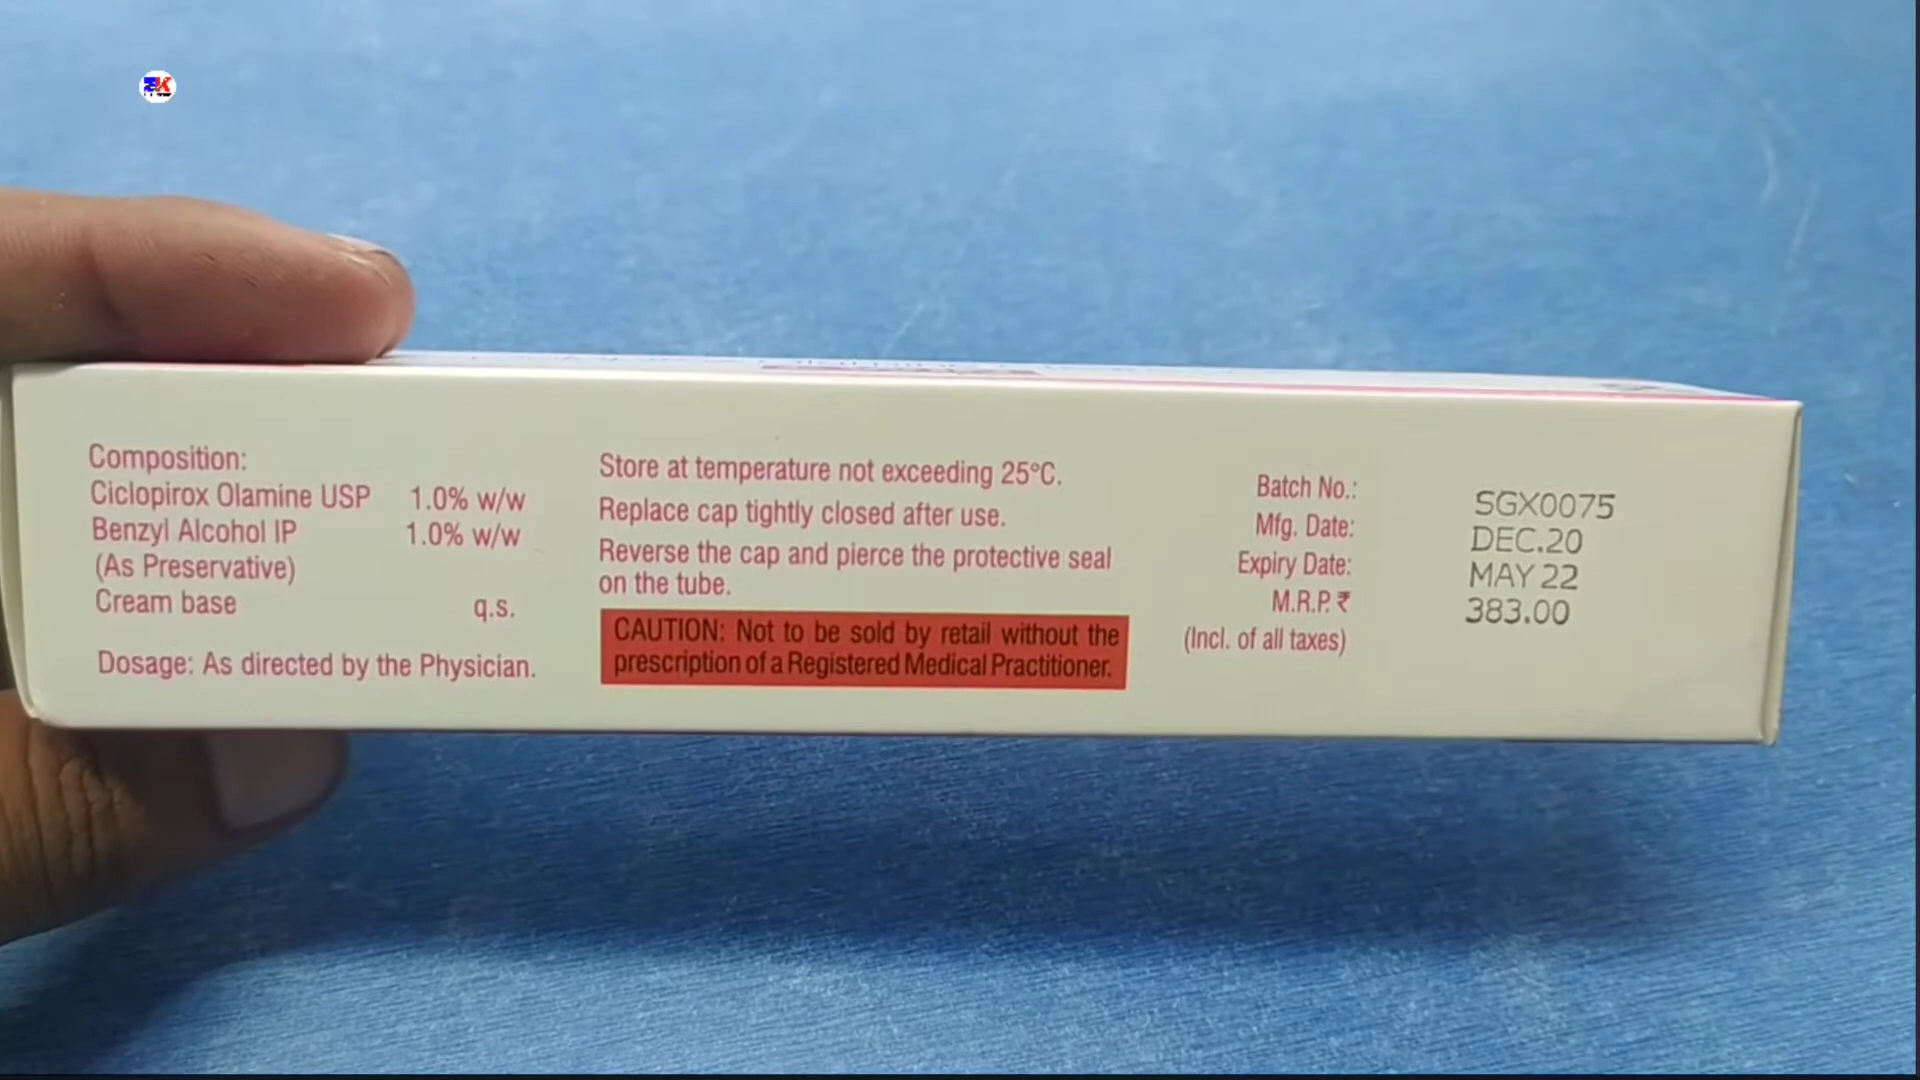 Composition:
Ciclopirox Olamine USP 1.0% w/w
Benzyl Alcohol IP 1.0% w/w
(As Preservative)
Cream base q.s.
Dosage: As directed by the Physician.
Store at temperature not exceeding 25°C.
Replace cap tightly closed after use.
Reverse the cap and pierce the protective seal
on the tube.
CAUTION: Not to be sold by retail without the
prescription of a Registered Medical Practitioner.
Batch No.: SGX0075
Mfg. Date: DEC.20
Expiry Date: MAY 22
M.R.P. ₹ 383.00
(Incl. of all taxes)